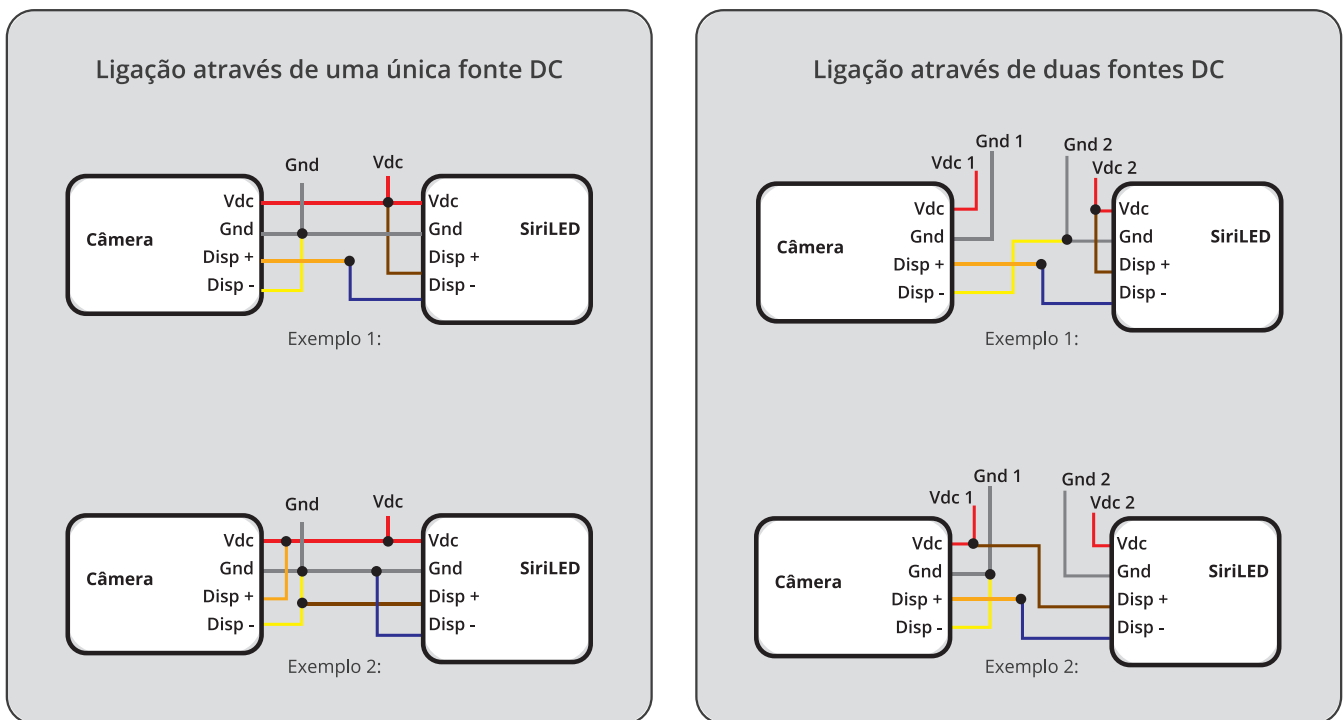 Ligação através de uma única fonte DC
Gnd
Vdc
Câmera
Vdc
Gnd
Disp +
Disp -
Vdc
Gnd
Disp +
Disp -
SiriLED
Exemplo 1:
Gnd
Vdc
Câmera
Vdc
Gnd
Disp +
Disp -
Vdc
Gnd
Disp +
Disp -
SiriLED
Exemplo 2:
Ligação através de duas fontes DC
Gnd 1
Vdc 1
Gnd 2
Vdc 2
Câmera
Vdc
Gnd
Disp +
Disp -
Vdc
Gnd
Disp +
Disp -
SiriLED
Exemplo 1:
Gnd 1
Vdc 1
Gnd 2
Vdc 2
Câmera
Vdc
Gnd
Disp +
Disp -
Vdc
Gnd
Disp +
Disp -
SiriLED
Exemplo 2: